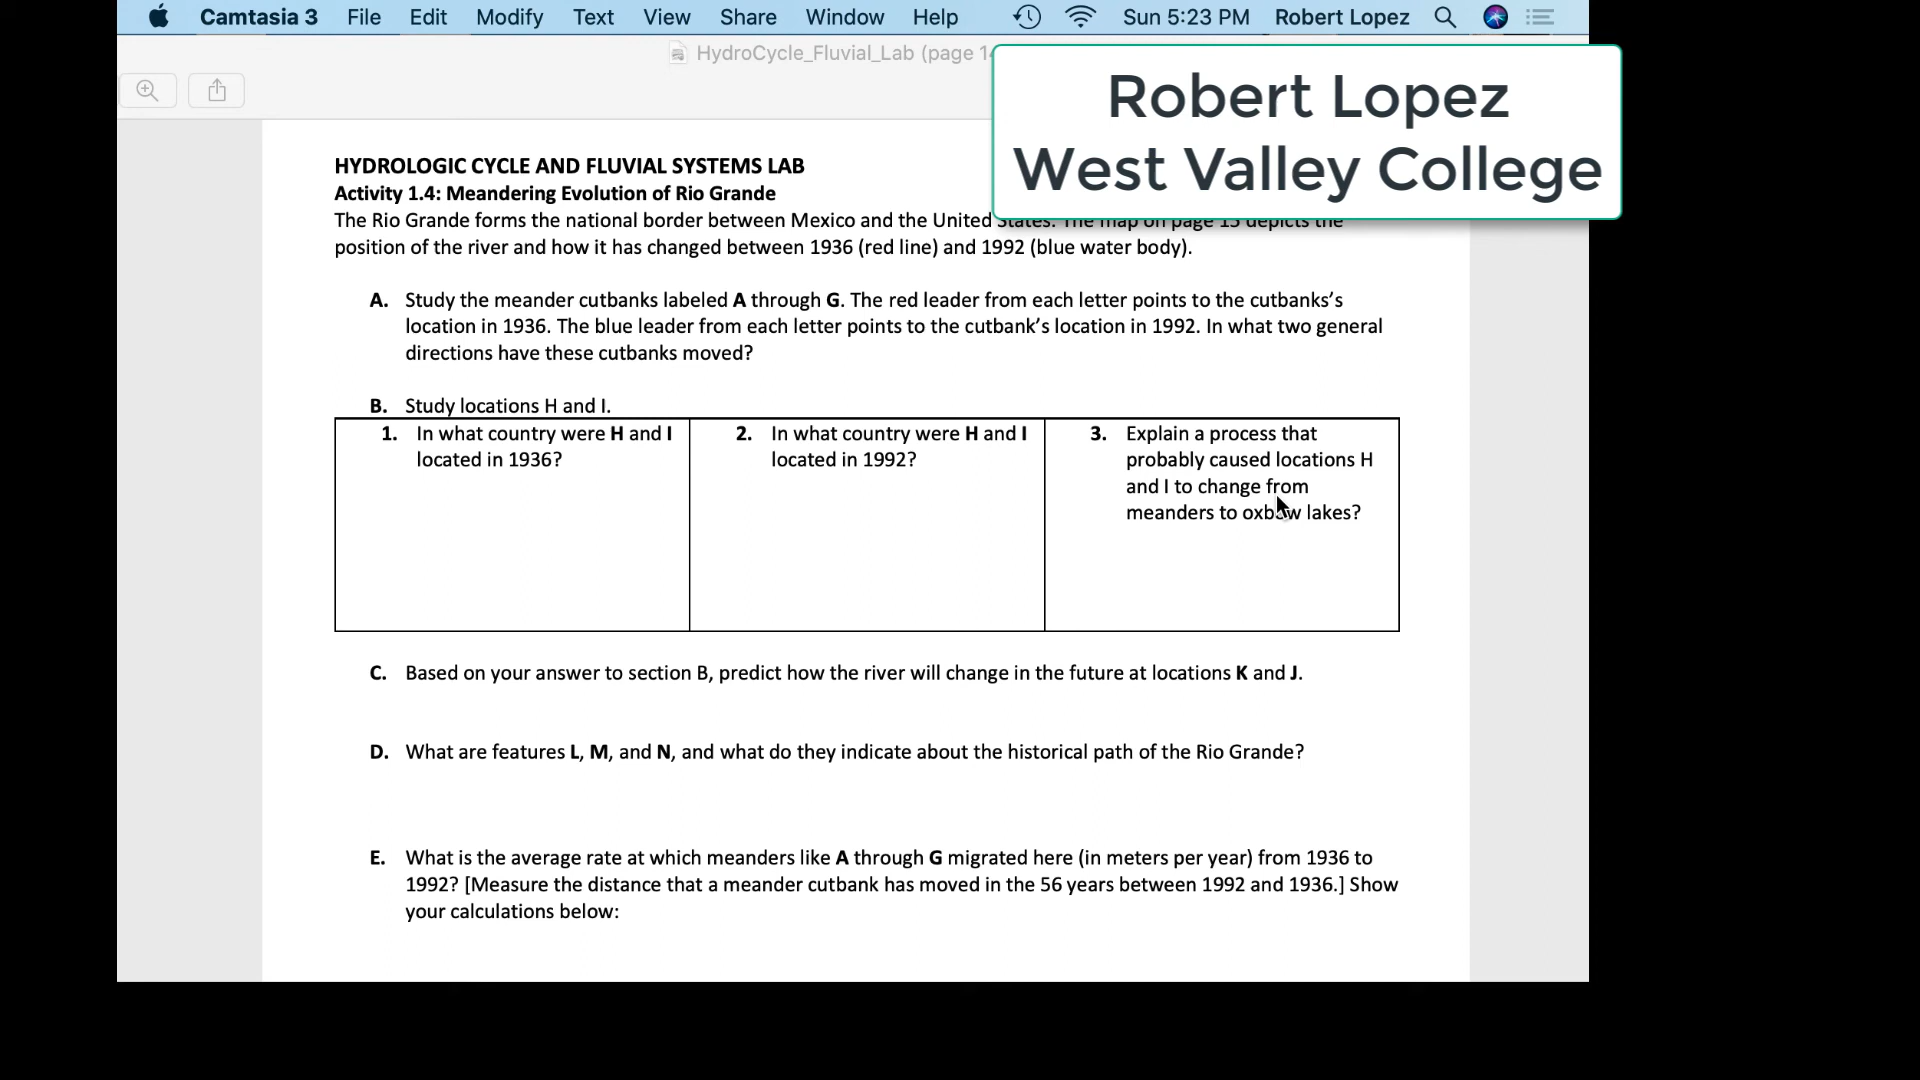 Camtasia 3 File Edit Modify Text View Share Window Help Sun 5:23 PM Robert Lopez
HydroCycle_Fluvial_Lab (page 1
Robert Lopez
West Valley College
HYDROLOGIC CYCLE AND FLUVIAL SYSTEMS LAB
Activity 1.4: Meandering Evolution of Rio Grande
The Rio Grande forms the national border between Mexico and the United States. The map on page 15 depicts the
position of the river and how it has changed between 1936 (red line) and 1992 (blue water body).
A. Study the meander cutbanks labeled A through G. The red leader from each letter points to the cutbanks's
location in 1936. The blue leader from each letter points to the cutbank's location in 1992. In what two general
directions have these cutbanks moved?
B. Study locations H and I.
1. In what country were H and I
located in 1936?
2. In what country were H and I
located in 1992?
3. Explain a process that
probably caused locations H
and I to change from
meanders to oxbow lakes?
C. Based on your answer to section B, predict how the river will change in the future at locations K and J.
D. What are features L, M, and N, and what do they indicate about the historical path of the Rio Grande?
E. What is the average rate at which meanders like A through G migrated here (in meters per year) from 1936 to
1992? [Measure the distance that a meander cutbank has moved in the 56 years between 1992 and 1936.] Show
your calculations below: